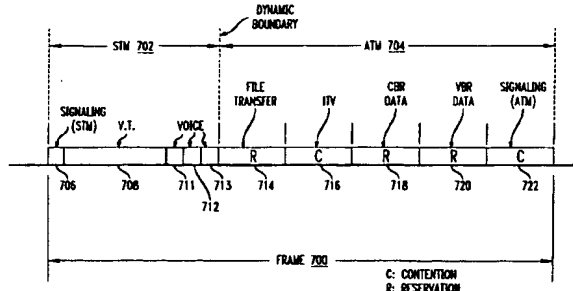 DYNAMIC
BOUNDARY
STM 702
ATM 704
SIGNALING
(STM)
V.T.
VOICE
FILE
TRANSFER
ITV
CBR
DATA
VBR
DATA
SIGNALING
(ATM)
R
C
R
R
C
706
708
711
712
713
714
716
718
720
722
FRAME 700
C: CONTENTION
R: RESERVATION